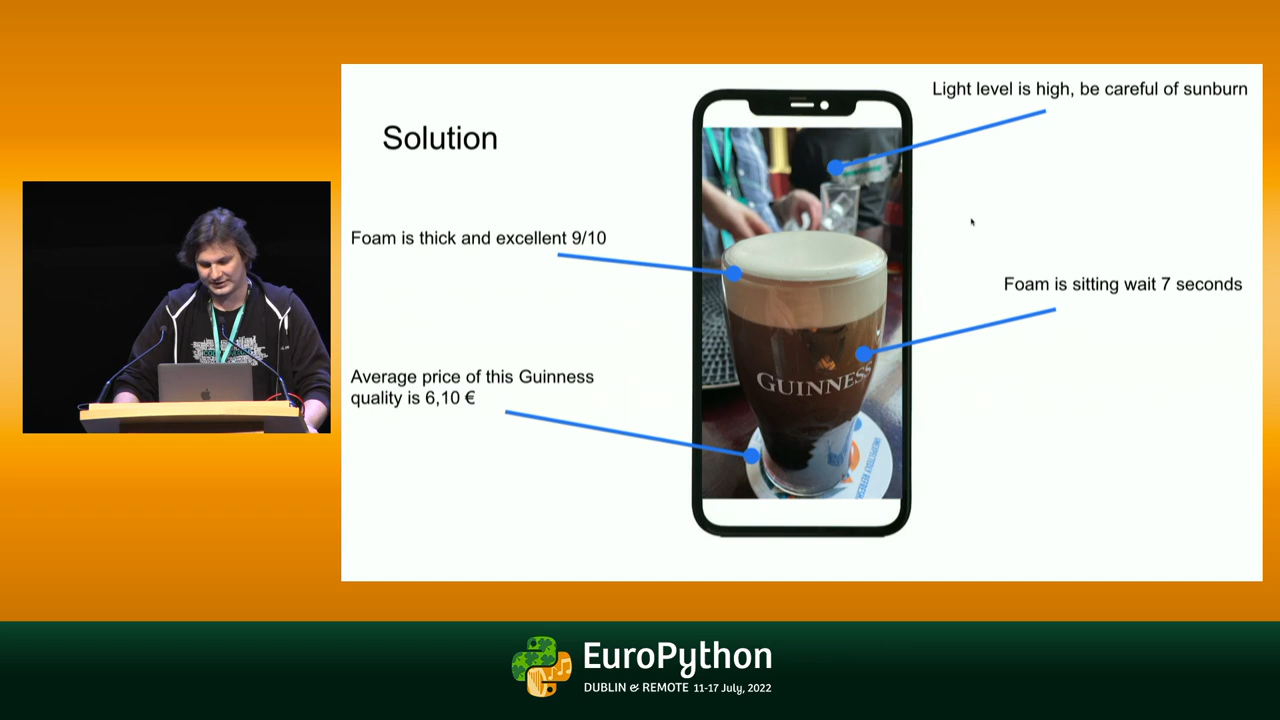 Light level is high, be careful of sunburn
Solution
Foam is thick and excellent 9/10
Foam is sitting wait 7 seconds
Average price of this Guinness
quality is 6,10 €
GUINNESS
EuroPython
DUBLIN & REMOTE 11-17 July, 2022